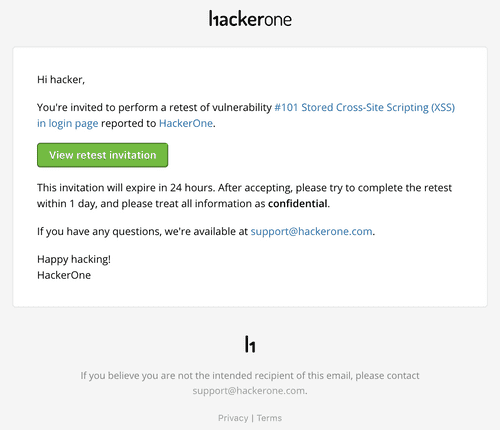 hackerone
Hi hacker,
You're invited to perform a retest of vulnerability #101 Stored Cross-Site Scripting (XSS)
in login page reported to HackerOne.
View retest invitation
This invitation will expire in 24 hours. After accepting, please try to complete the retest
within 1 day, and please treat all information as confidential.
If you have any questions, we're available at support@hackerone.com.
Happy hacking!
HackerOne
h1
If you believe you are not the intended recipient of this email, please contact
support@hackerone.com.
Privacy | Terms